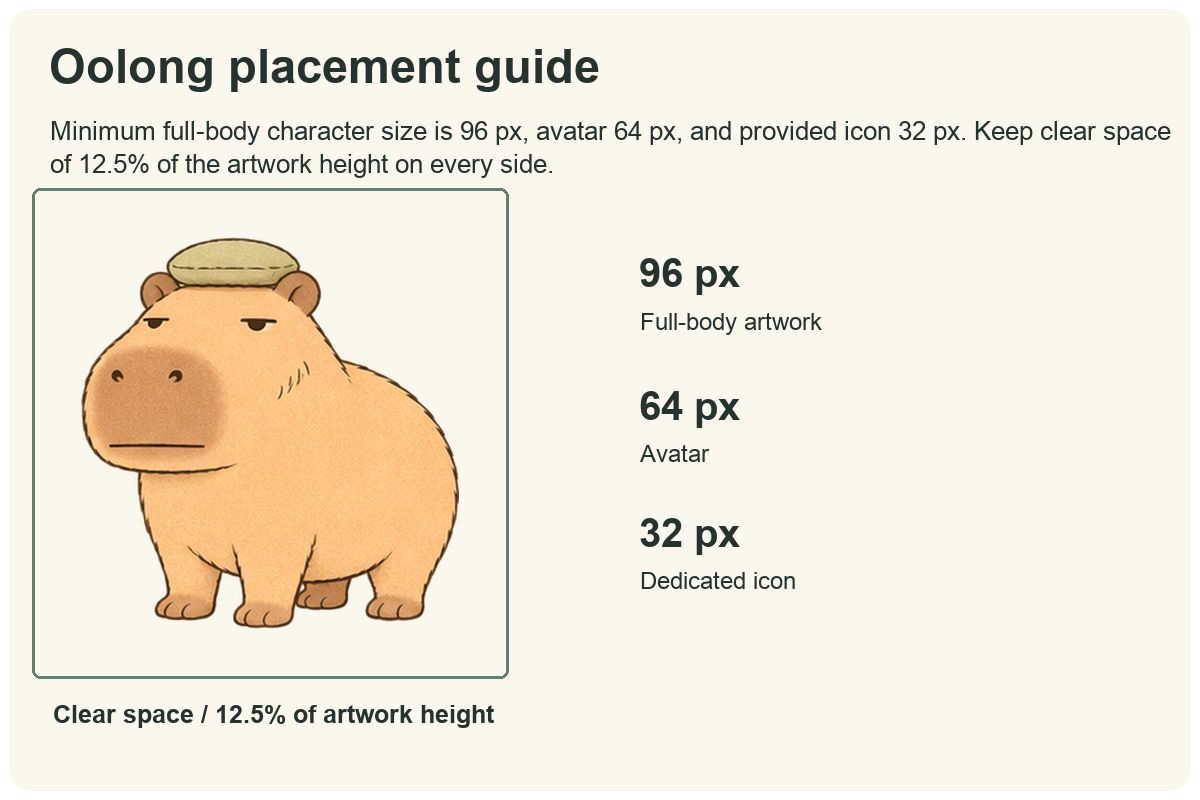 Oolong placement guide
Minimum full-body character size is 96 px, avatar 64 px, and provided icon 32 px. Keep clear space
of 12.5% of the artwork height on every side.
96 px
Full-body artwork
64 px
Avatar
32 px
Dedicated icon
Clear space / 12.5% of artwork height